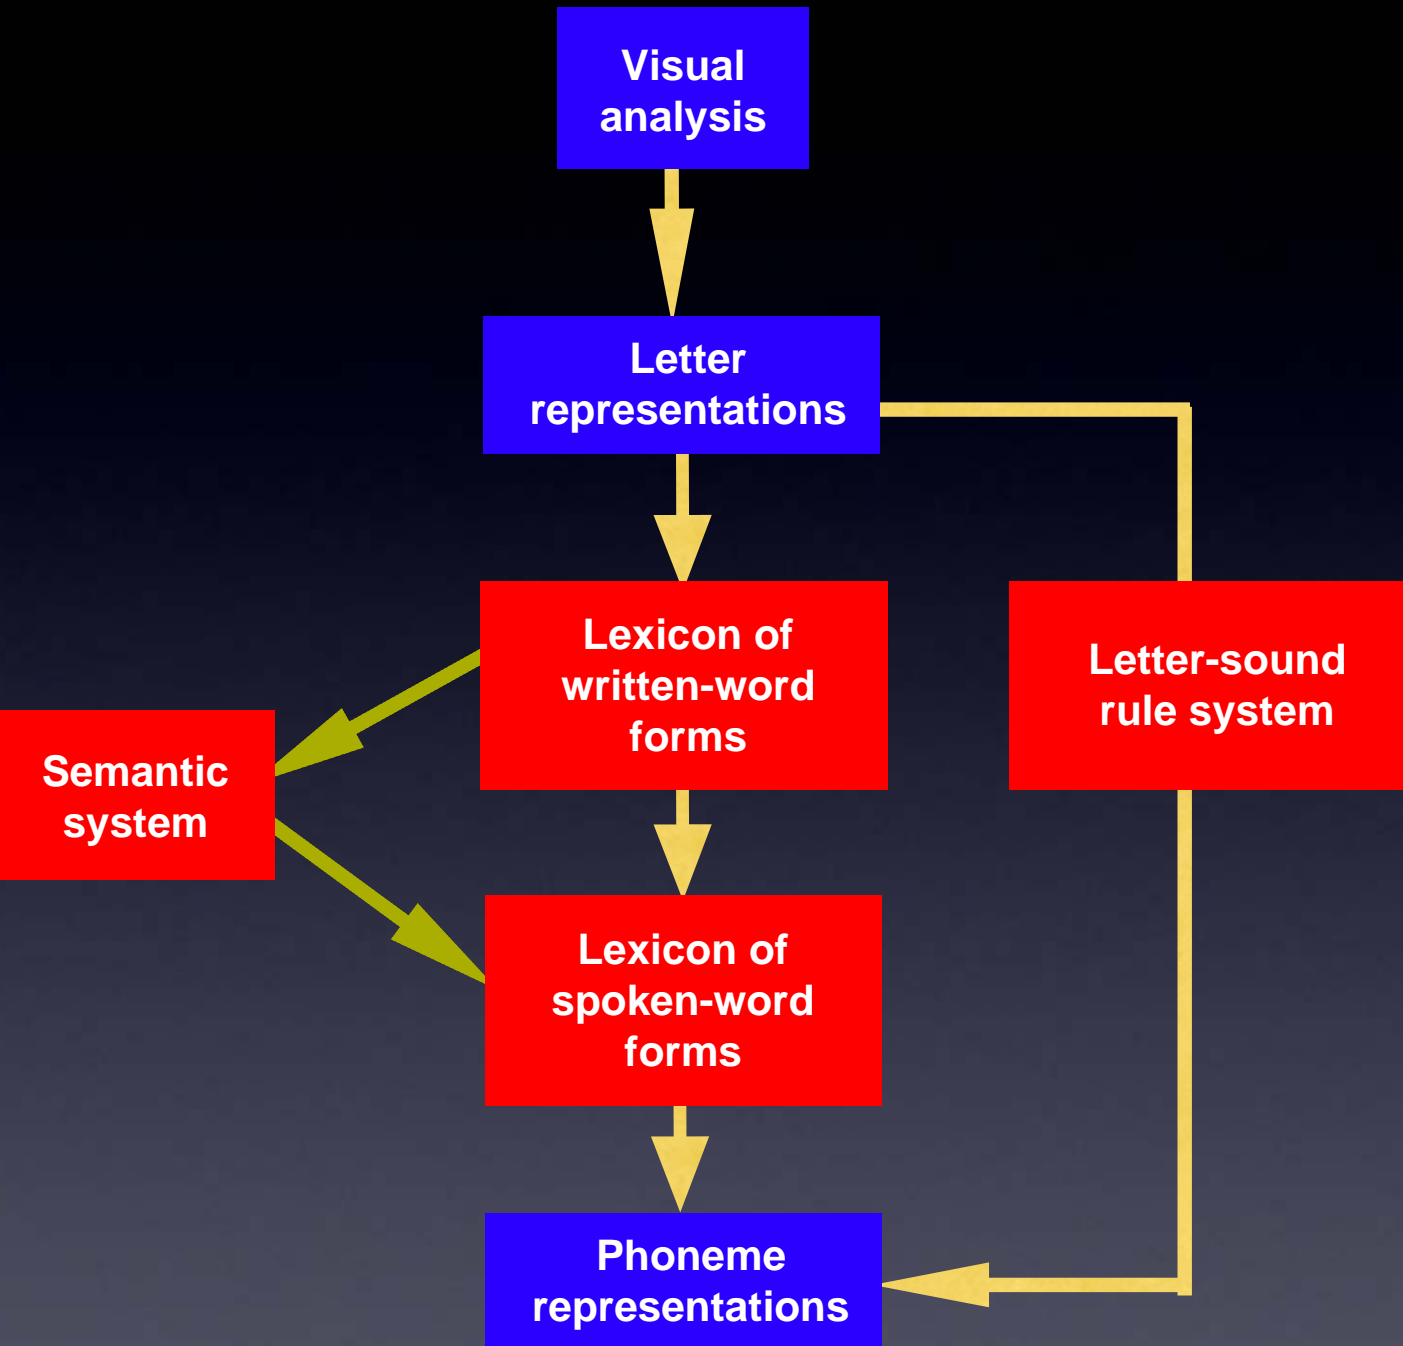 Visual
analysis
Letter
representations
Lexicon of
written-word
forms
Letter-sound
rule system
Semantic
system
Lexicon of
spoken-word
forms
Phoneme
representations